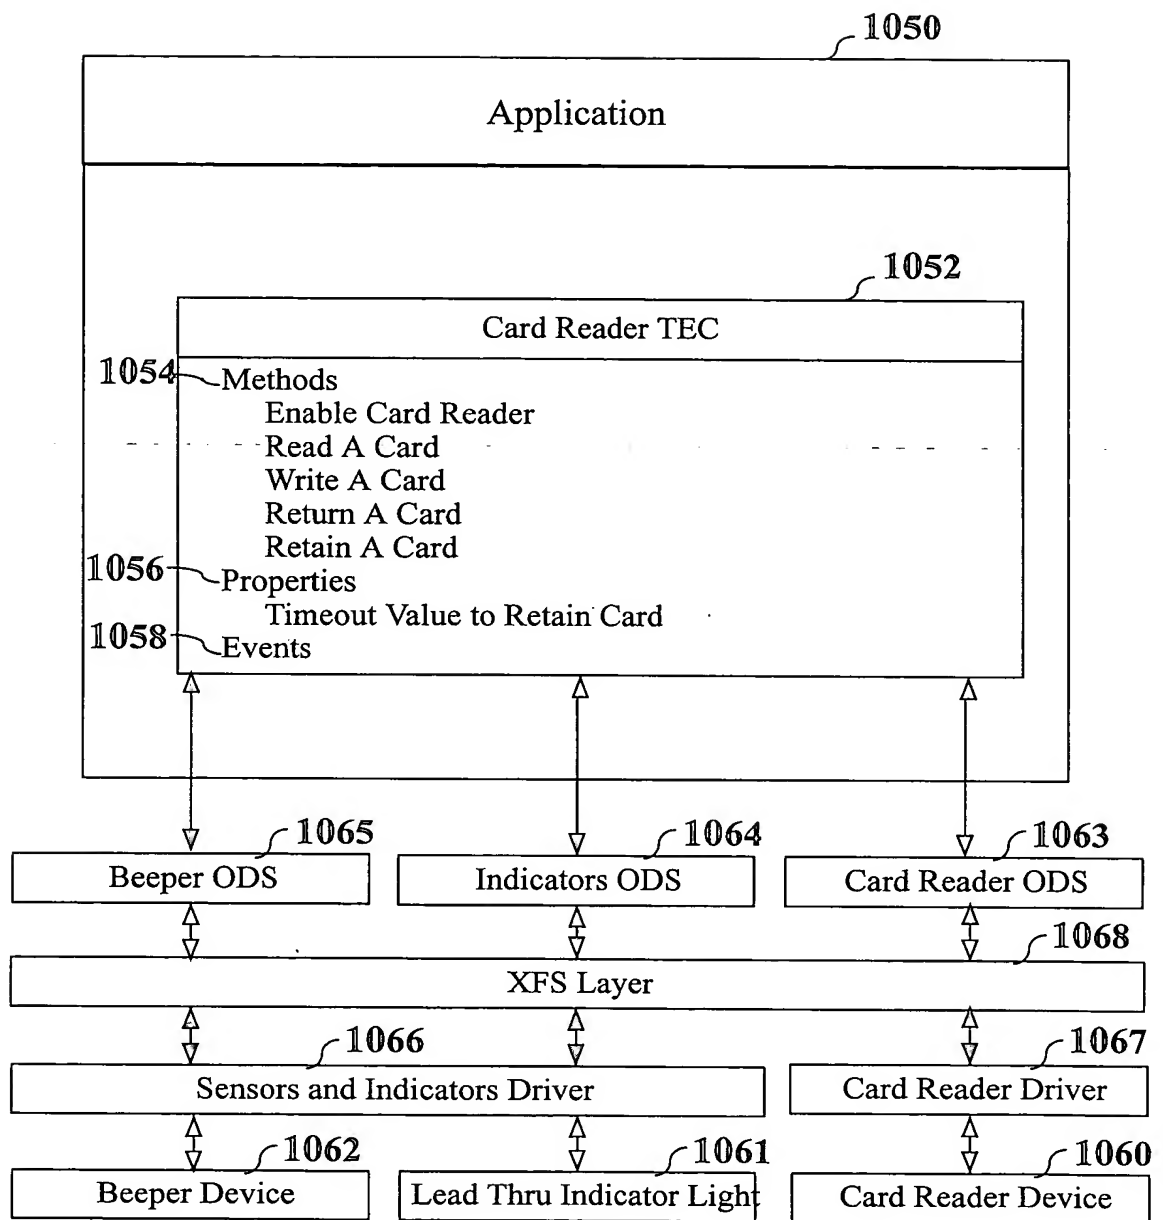 1050
Application
1052
Card Reader TEC
1054
Methods
Enable Card Reader
Read A Card
Write A Card
Return A Card
Retain A Card
1056
Properties
Timeout Value to Retain Card
1058
Events
1065
1064
1063
Beeper ODS
Indicators ODS
Card Reader ODS
1068
XFS Layer
1066
1067
Sensors and Indicators Driver
Card Reader Driver
1062
1061
1060
Beeper Device
Lead Thru Indicator Light
Card Reader Device